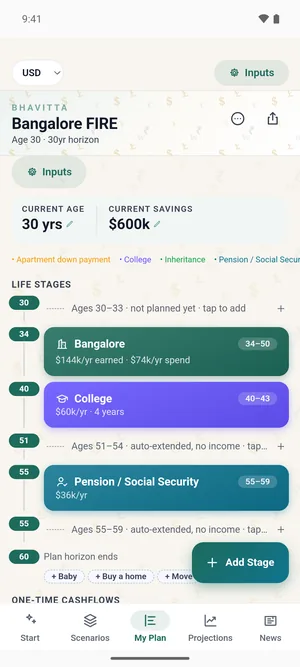 9:41
USD
Inputs
BHAVITTA
Bangalore FIRE
Age 30 · 30yr horizon
Inputs
CURRENT AGE
30 yrs
CURRENT SAVINGS
$600k
• Apartment down payment • College • Inheritance • Pension / Social Secur
LIFE STAGES
30
Ages 30–33 · not planned yet · tap to add
34
Bangalore
34–50
$144k/yr earned · $74k/yr spend
40
College
40–43
$60k/yr · 4 years
51
Ages 51–54 · auto-extended, no income · tap...
55
Pension / Social Security
55–59
$36k/yr
55
Ages 55–59 · auto-extended, no income · tap...
60
Plan horizon ends
+ Baby
+ Buy a home
+ Move
+ Add Stage
ONE-TIME CASHFLOWS
Start
Scenarios
My Plan
Projections
News